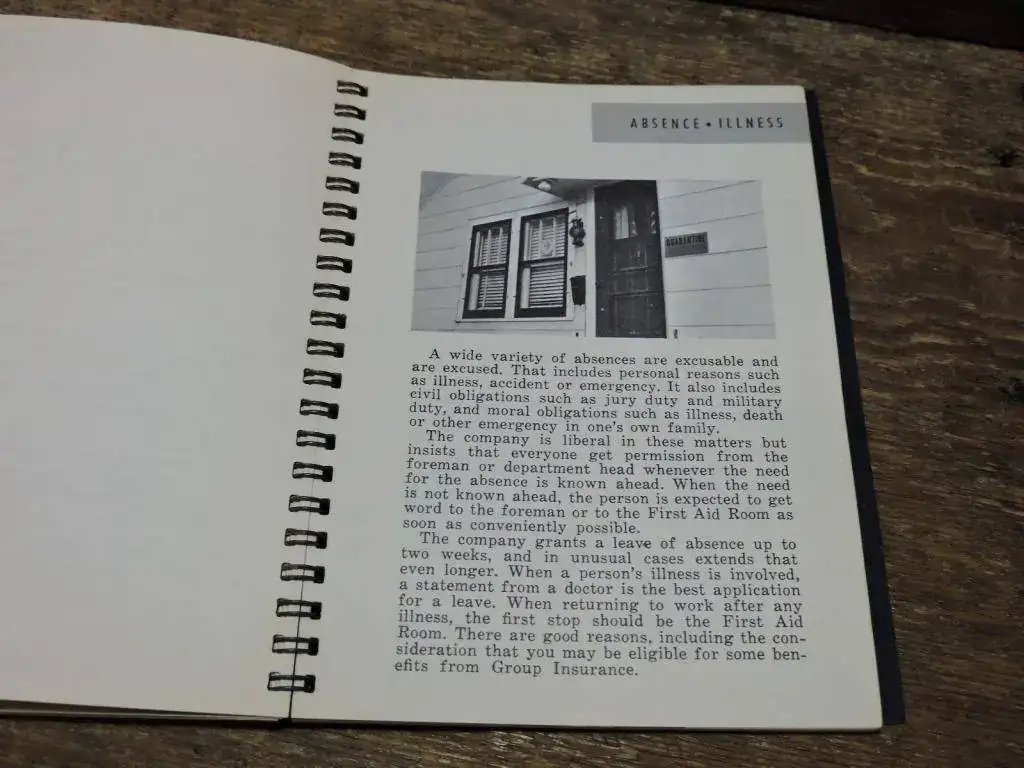 ABSENCE • ILLNESS
QUARANTINE
A wide variety of absences are excusable and
are excused. That includes personal reasons such
as illness, accident or emergency. It also includes
civil obligations such as jury duty and military
duty, and moral obligations such as illness, death
or other emergency in one's own family.
The company is liberal in these matters but
insists that everyone get permission from the
foreman or department head whenever the need
for the absence is known ahead. When the need
is not known ahead, the person is expected to get
word to the foreman or to the First Aid Room as
soon as conveniently possible.
The company grants a leave of absence up to
two weeks, and in unusual cases extends that
even longer. When a person's illness is involved,
a statement from a doctor is the best application
for a leave. When returning to work after any
illness, the first stop should be the First Aid
Room. There are good reasons, including the con-
sideration that you may be eligible for some ben-
efits from Group Insurance.